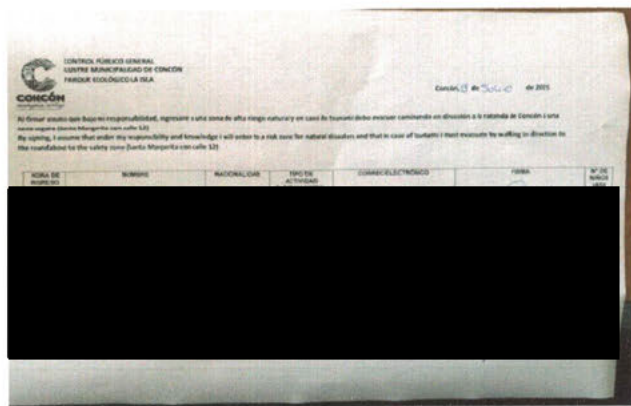 CONTROL PÚBLICO GENERAL
ILUSTRE MUNICIPALIDAD DE CONCÓN
PARQUE ECOLÓGICO LA ISLA
CONCÓN
Concón, 8 de Julio de 2015
Al firmar asumo que bajo mi responsabilidad, ingresaré a una zona de alto riesgo natural y en caso de tsunami debo evacuar caminando en dirección a la rotonda de Concón a una
zona segura (Santa Margarita con calle 12)
By signing, I assume that under my responsibility and knowledge I will enter to a risk zone for natural disasters and that in case of tsunami I must evacuate by walking in direction to
the roundabout to the safety zone (Santa Margarita con calle 12)
HORA DE INGRESO NOMBRE NACIONALIDAD TIPO DE ACTIVIDAD CORREO ELECTRÓNICO FIRMA N° DE NIÑOS